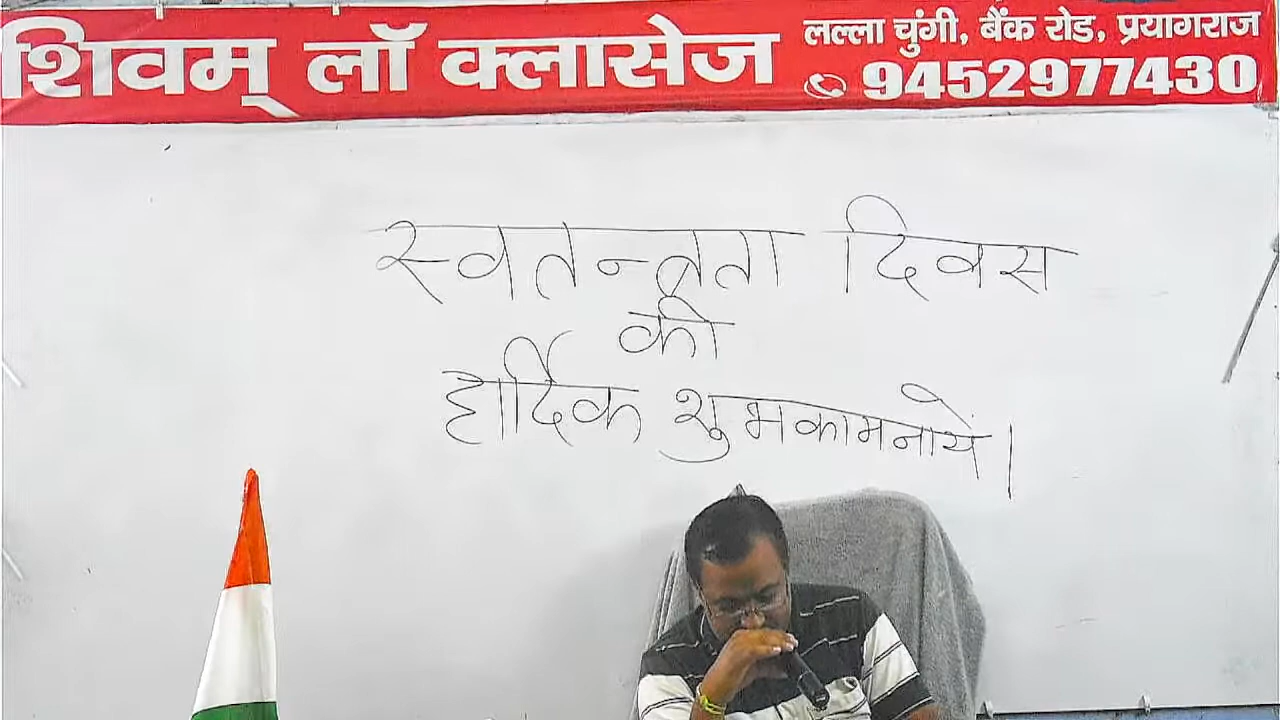 शिवम् लॉ क्लासेज
लल्ला चुंगी, बैंक रोड, प्रयागराज
9452977430
स्वतन्त्रता दिवस
की
हार्दिक शुभकामनायें।